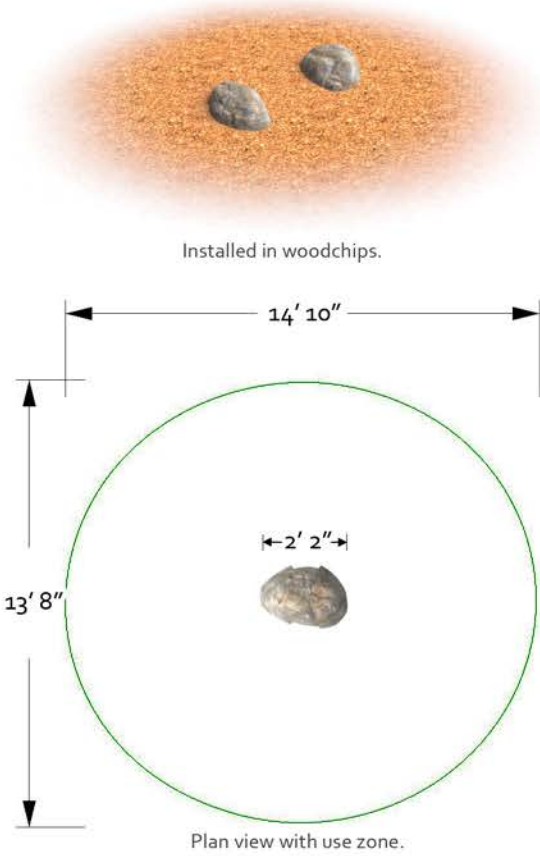 Installed in woodchips.
14' 10"
2' 2"
13' 8"
Plan view with use zone.